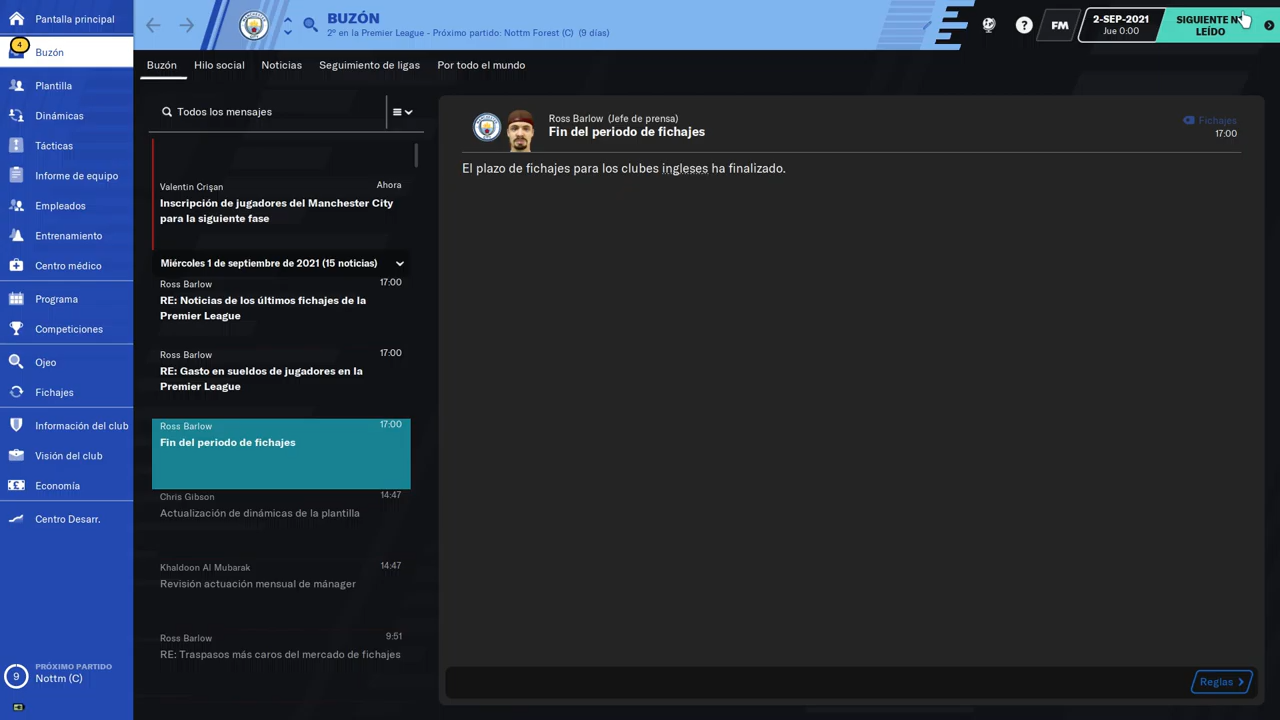 Pantalla principal
4
Buzón
Plantilla
Dinámicas
Tácticas
Informe de equipo
Empleados
Entrenamiento
Centro médico
Programa
Competiciones
Ojeo
Fichajes
Información del club
Visión del club
Economía
Centro Desarr.
9
PRÓXIMO PARTIDO
Nottm (C)
BUZÓN
2º en la Premier League - Próximo partido: Nottm Forest (C) (9 días)
?
FM
2-SEP-2021
Jue 0:00
SIGUIENTE NO
LEÍDO
Buzón
Hilo social
Noticias
Seguimiento de ligas
Por todo el mundo
Todos los mensajes
Valentin Crişan
Ahora
Inscripción de jugadores del Manchester City
para la siguiente fase
Miércoles 1 de septiembre de 2021 (15 noticias)
Ross Barlow
17:00
RE: Noticias de los últimos fichajes de la
Premier League
Ross Barlow
17:00
RE: Gasto en sueldos de jugadores en la
Premier League
Ross Barlow
17:00
Fin del periodo de fichajes
Chris Gibson
14:47
Actualización de dinámicas de la plantilla
Khaldoon Al Mubarak
14:47
Revisión actuación mensual de mánager
Ross Barlow
9:51
RE: Traspasos más caros del mercado de fichajes
Ross Barlow (Jefe de prensa)
Fin del periodo de fichajes
Fichajes
17:00
El plazo de fichajes para los clubes ingleses ha finalizado.
Reglas